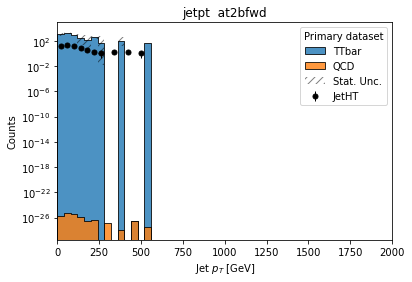 jetpt at2bfwd
Primary dataset
TTbar
QCD
Stat. Unc.
JetHT
Counts
10^2
10^-2
10^-6
10^-10
10^-14
10^-18
10^-22
10^-26
0 250 500 750 1000 1250 1500 1750 2000
Jet p_T [GeV]